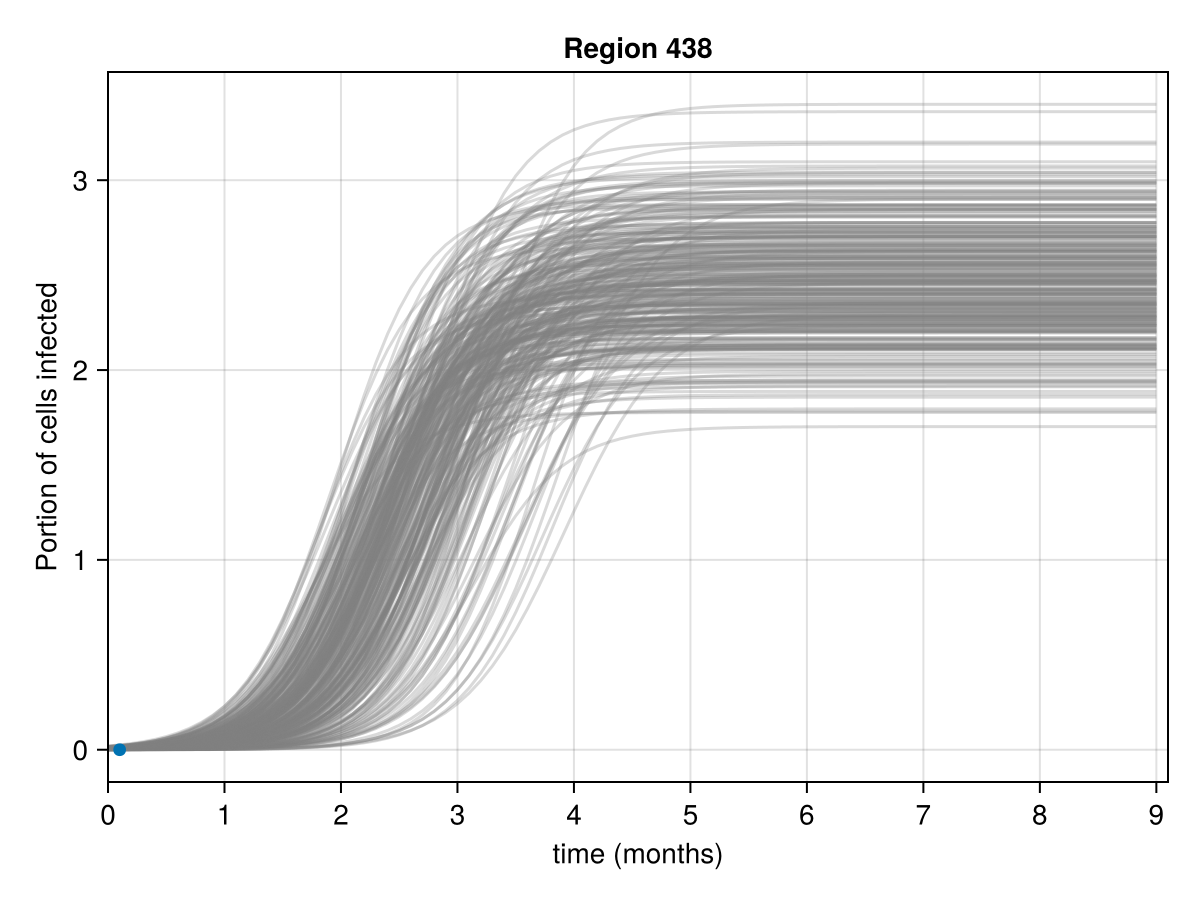 Region 438
Portion of cells infected
3
2
1
0
0 1 2 3 4 5 6 7 8 9
time (months)